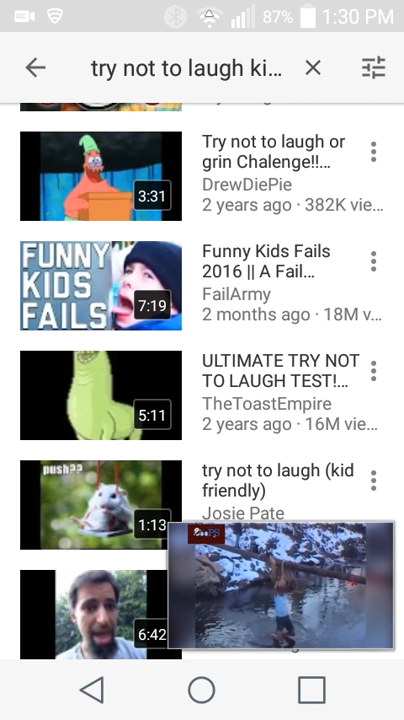 87% 1:30 PM
try not to laugh ki...
Try not to laugh or
grin Chalenge!!...
DrewDiePie
2 years ago · 382K vie...
3:31
FUNNY
KIDS
FAILS
7:19
Funny Kids Fails
2016 || A Fail...
FailArmy
2 months ago · 18M v...
5:11
ULTIMATE TRY NOT
TO LAUGH TEST!...
TheToastEmpire
2 years ago · 16M vie...
push??
1:13
try not to laugh (kid
friendly)
Josie Pate
6:42